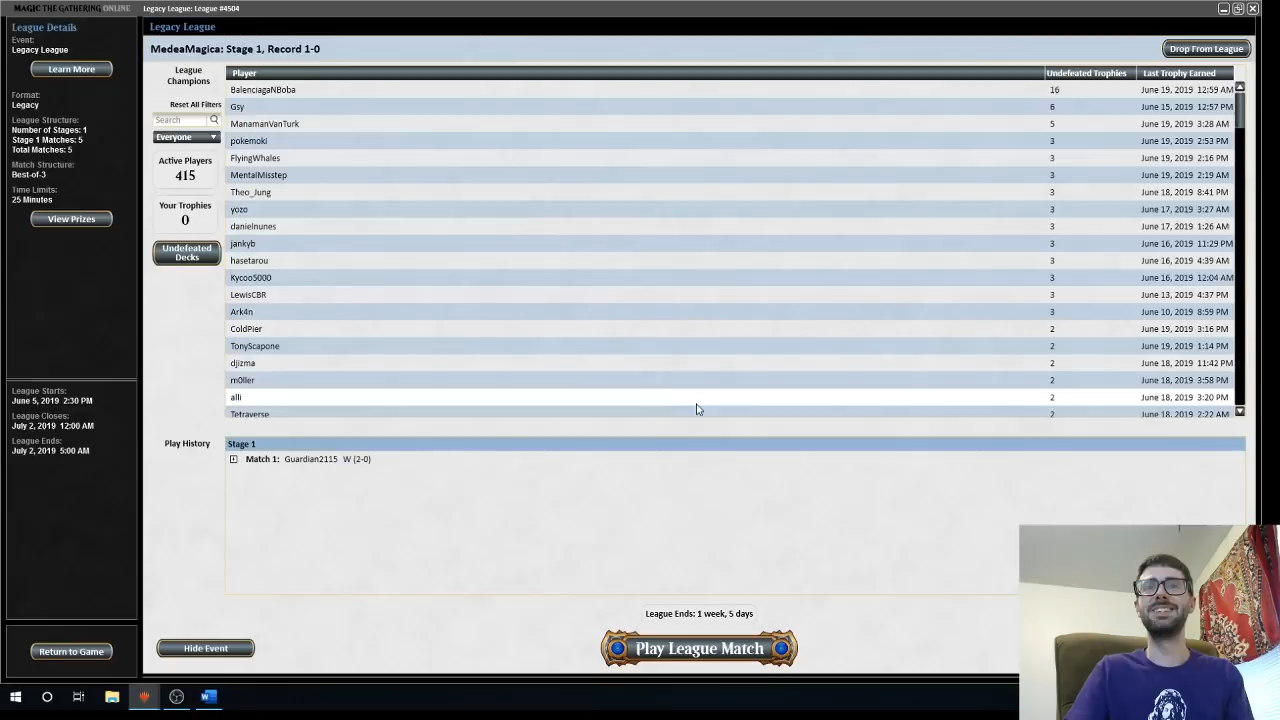 MAGIC THE GATHERING ONLINE
Legacy League: League #4504
League Details
Event:
Legacy League
Learn More
Format:
Legacy
League Structure:
Number of Stages: 1
Stage 1 Matches: 5
Total Matches: 5
Match Structure:
Best-of-3
Time Limits:
25 Minutes
View Prizes
League Starts:
June 5, 2019 2:30 PM
League Closes:
July 2, 2019 12:00 AM
League Ends:
July 2, 2019 5:00 AM
Return to Game
Legacy League
MedeaMagica: Stage 1, Record 1-0
Drop From League
League Champions
Reset All Filters
Search
Everyone
Active Players
415
Your Trophies
0
Undefeated Decks
Player Undefeated Trophies Last Trophy Earned
BalenciagaNBoba 16 June 19, 2019 12:59 AM
Gsy 6 June 15, 2019 12:57 PM
ManamanVanTurk 5 June 19, 2019 3:28 AM
pokemoki 3 June 19, 2019 2:53 PM
FlyingWhales 3 June 19, 2019 2:16 PM
MentalMisstep 3 June 19, 2019 2:19 AM
Theo_Jung 3 June 18, 2019 8:41 PM
yozo 3 June 17, 2019 3:27 AM
danielnunes 3 June 17, 2019 1:26 AM
jankyb 3 June 16, 2019 11:29 PM
hasetarou 3 June 16, 2019 4:39 AM
Kycoo5000 3 June 16, 2019 12:04 AM
LewisCBR 3 June 13, 2019 4:37 PM
Ark4n 3 June 10, 2019 8:59 PM
ColdPier 2 June 19, 2019 3:16 PM
TonyScapone 2 June 19, 2019 1:14 PM
djizma 2 June 18, 2019 11:42 PM
m0ller 2 June 18, 2019 3:58 PM
alli 2 June 18, 2019 3:20 PM
Tetraverse 2 June 18, 2019 2:22 AM
Play History
Stage 1
Match 1: Guardian2115 W (2-0)
League Ends: 1 week, 5 days
Hide Event
Play League Match